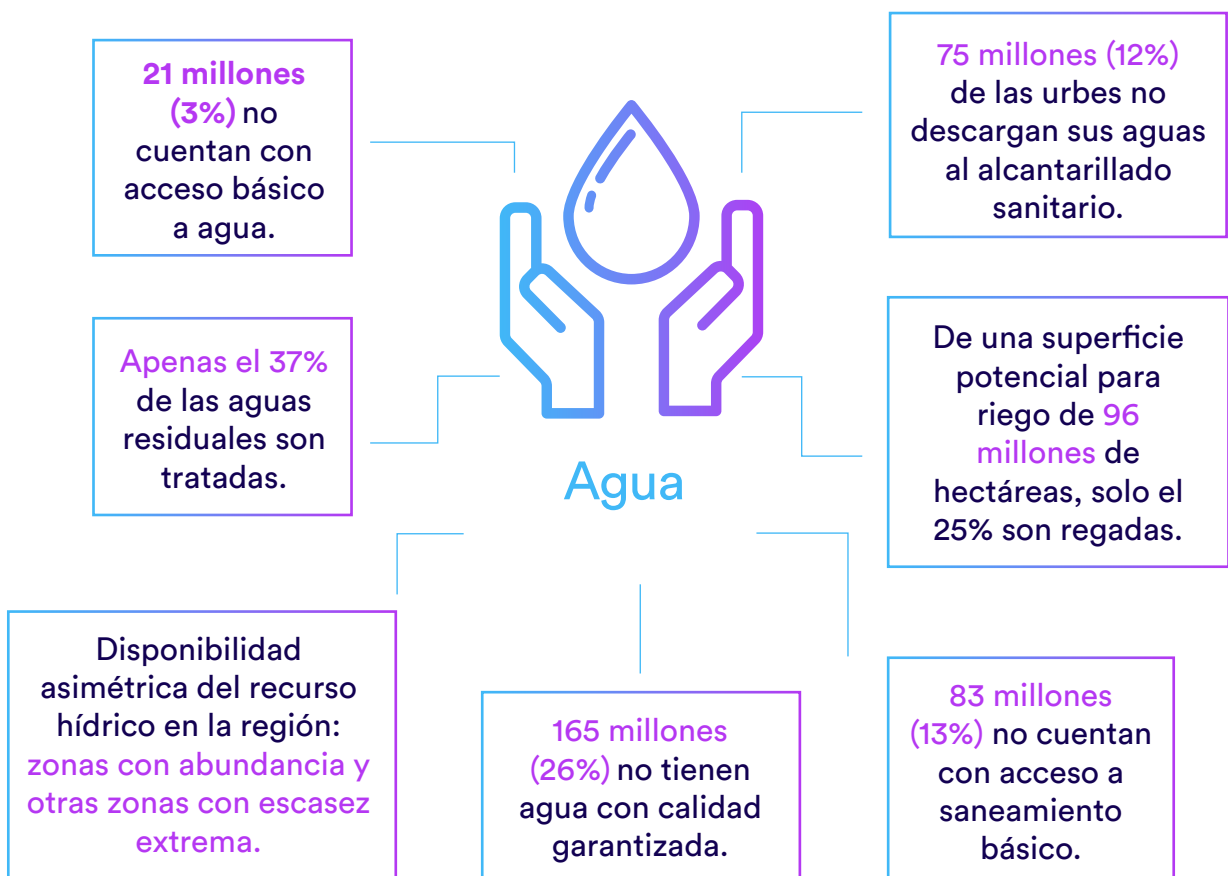 21 millones
(3%) no
cuentan con
acceso básico
a agua.
75 millones (12%)
de las urbes no
descargan sus aguas
al alcantarillado
sanitario.
Apenas el 37%
de las aguas
residuales son
tratadas.
De una superficie
potencial para
riego de 96
millones de
hectáreas, solo el
25% son regadas.
Agua
Disponibilidad
asimétrica del recurso
hídrico en la región:
zonas con abundancia y
otras zonas con escasez
extrema.
165 millones
(26%) no tienen
agua con calidad
garantizada.
83 millones
(13%) no cuentan
con acceso a
saneamiento
básico.